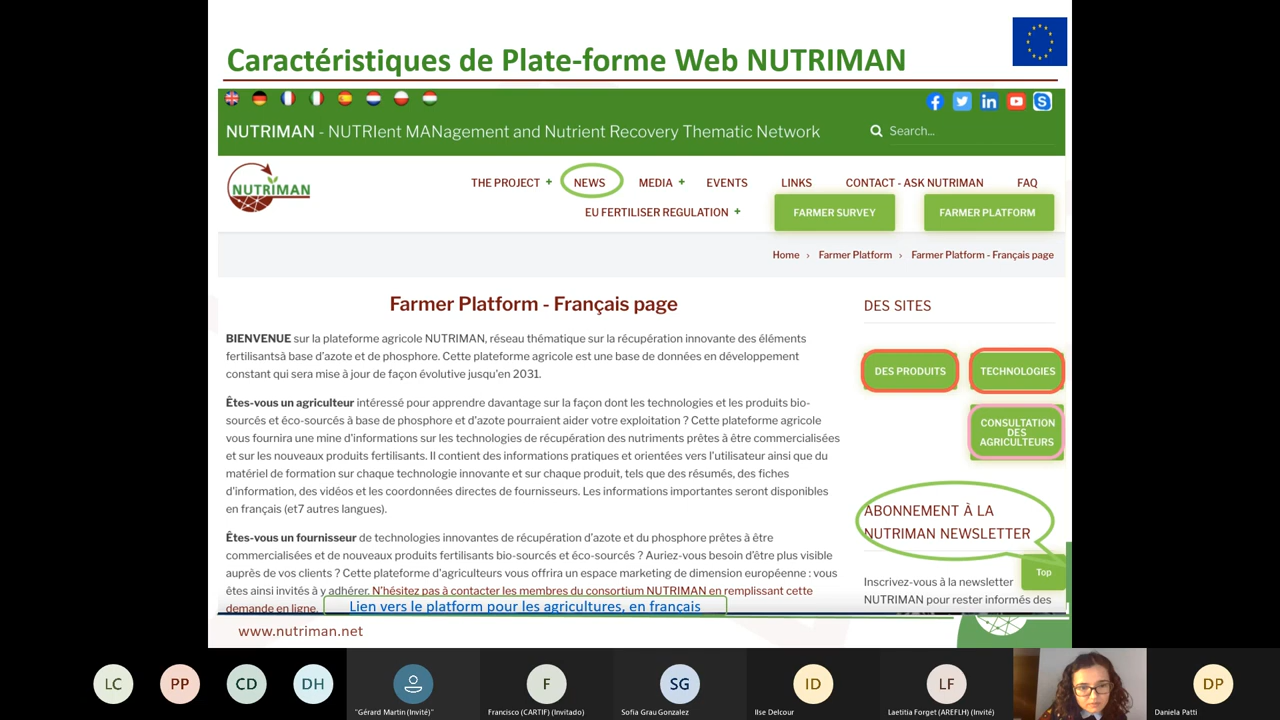 Caractéristiques de Plate-forme Web NUTRIMAN
NUTRIMAN - NUTRIent MANagement and Nutrient Recovery Thematic Network
Search...
NUTRIMAN
THE PROJECT +
NEWS
MEDIA +
EVENTS
LINKS
CONTACT - ASK NUTRIMAN
FAQ
EU FERTILISER REGULATION +
FARMER SURVEY
FARMER PLATFORM
Home › Farmer Platform › Farmer Platform - Français page
Farmer Platform - Français page
BIENVENUE sur la plateforme agricole NUTRIMAN, réseau thématique sur la récupération innovante des éléments
fertilisantsà base d'azote et de phosphore. Cette plateforme agricole est une base de données en développement
constant qui sera mise à jour de façon évolutive jusqu'en 2031.
Êtes-vous un agriculteur intéressé pour apprendre davantage sur la façon dont les technologies et les produits bio-
sourcés et éco-sourcés à base de phosphore et d'azote pourraient aider votre exploitation ? Cette plateforme agricole
vous fournira une mine d'informations sur les technologies de récupération des nutriments prêtes à être commercialisées
et sur les nouveaux produits fertilisants. Il contient des informations pratiques et orientées vers l'utilisateur ainsi que du
matériel de formation sur chaque technologie innovante et sur chaque produit, tels que des résumés, des fiches
d'information, des vidéos et les coordonnées directes de fournisseurs. Les informations importantes seront disponibles
en français (et7 autres langues).
Êtes-vous un fournisseur de technologies innovantes de récupération d'azote et du phosphore prêtes à être
commercialisées et de nouveaux produits fertilisants bio-sourcés et éco-sourcés ? Auriez-vous besoin d'être plus visible
auprès de vos clients ? Cette plateforme d'agriculteurs vous offrira un espace marketing de dimension européenne : vous
êtes ainsi invités à y adhérer. N'hésitez pas à contacter les membres du consortium NUTRIMAN en remplissant cette
demande en ligne.
Lien vers le platform pour les agricultures, en français
DES SITES
DES PRODUITS
TECHNOLOGIES
CONSULTATION
DES
AGRICULTEURS
ABONNEMENT À LA
NUTRIMAN NEWSLETTER
Top
Inscrivez-vous à la newsletter
NUTRIMAN pour rester informés des
www.nutriman.net
LC
PP
CD
DH
"Gérard Martin (Invité)"
F
Francisco (CARTIF) (Invitado)
SG
Sofia Grau Gonzalez
ID
Ilse Delcour
LF
Laetitia Forget (AREFLH) (Invité)
DP
Daniela Patti